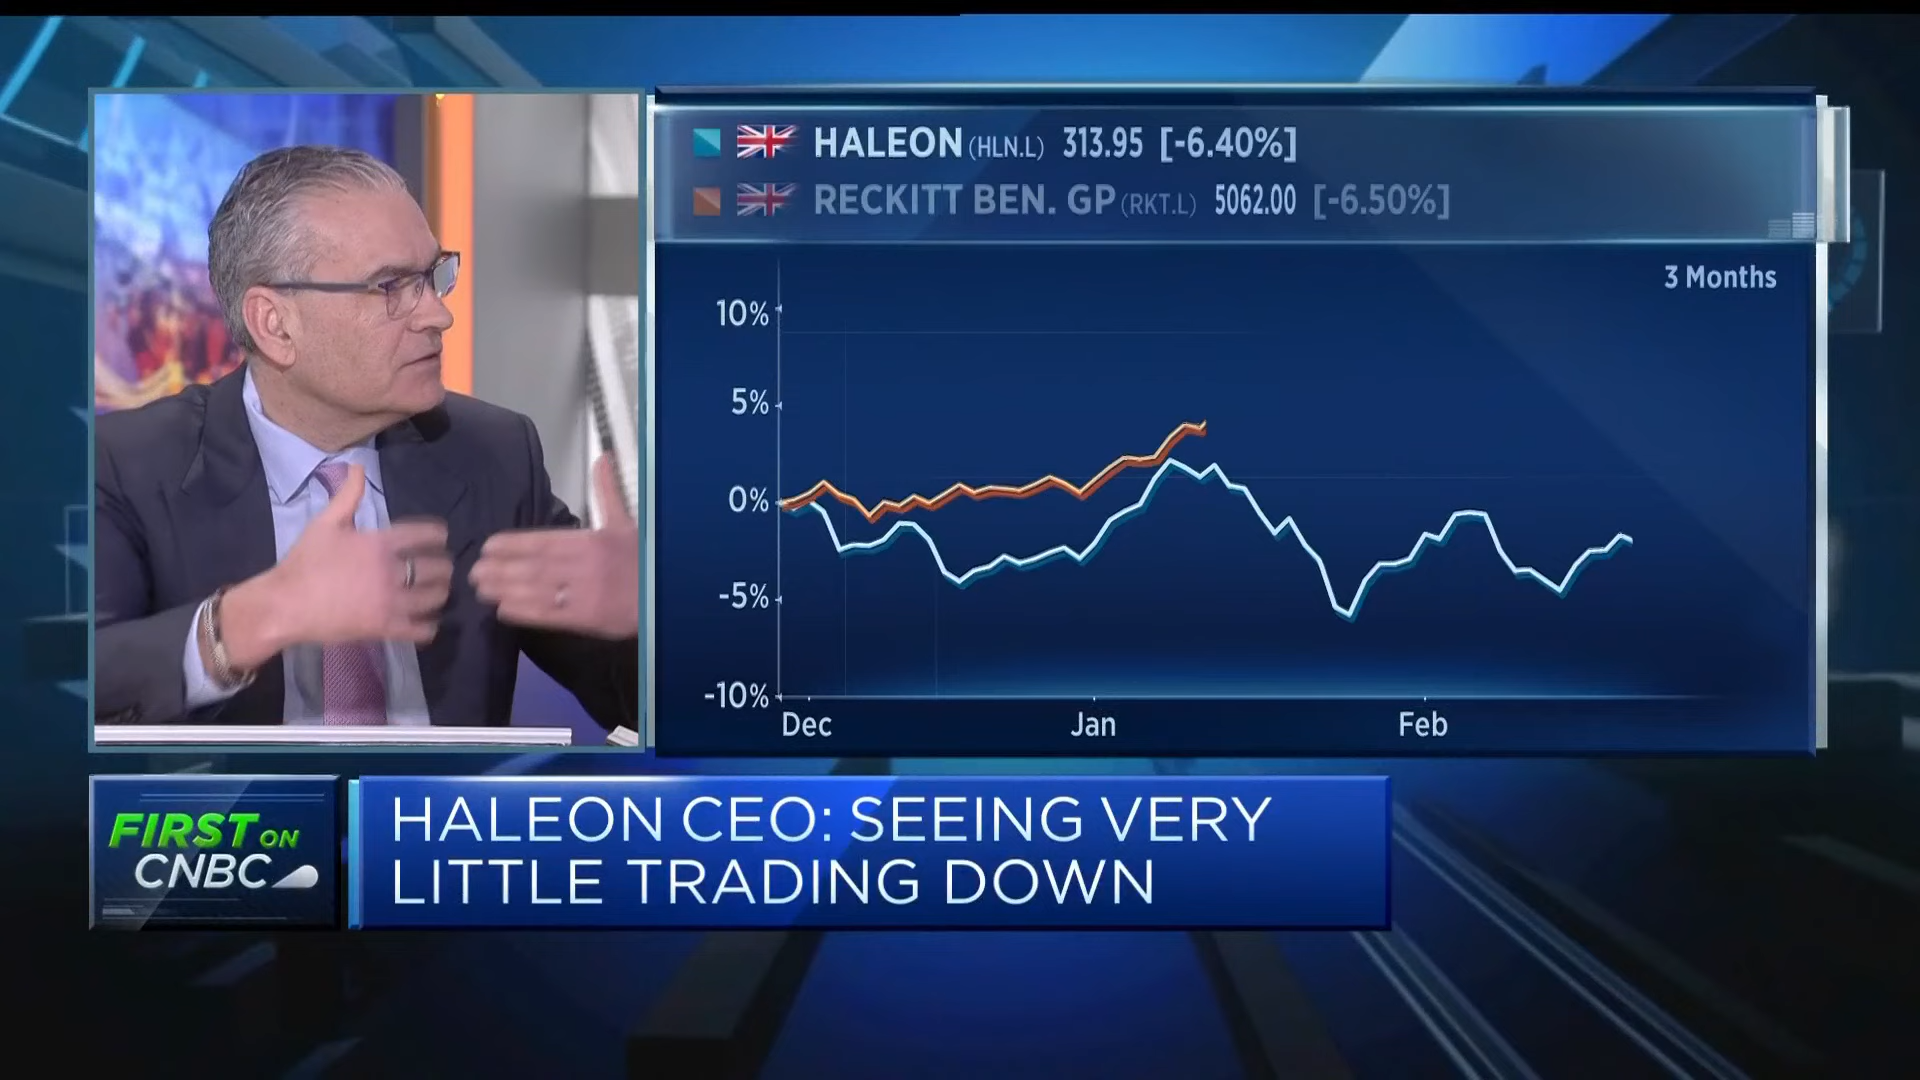 HALEON (HLN.L) 313.95 [-6.40%]
RECKITT BEN. GP (RKT.L) 5062.00 [-6.50%]
3 Months
10%
5%
0%
-5%
-10%
Dec Jan Feb
FIRST ON
CNBC
HALEON CEO: SEEING VERY
LITTLE TRADING DOWN